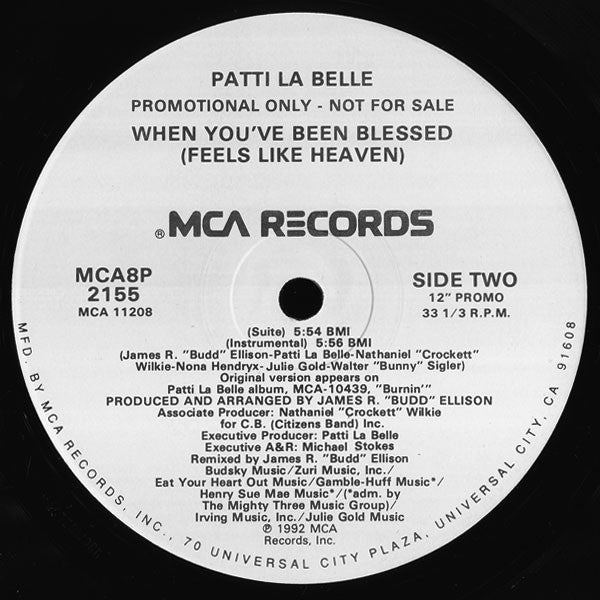 PATTI LA BELLE
PROMOTIONAL ONLY - NOT FOR SALE
WHEN YOU'VE BEEN BLESSED
(FEELS LIKE HEAVEN)
® MCA RECORDS
MCA8P
2155
MCA 11208
SIDE TWO
12" PROMO
33 1/3 R.P.M.
(Suite) 5:54 BMI
(Instrumental) 5:56 BMI
(James R. "Budd" Ellison-Patti La Belle-Nathaniel "Crockett"
Wilkie-Nona Hendryx- Julie Gold-Walter "Bunny" Sigler)
Original version appears on
Patti La Belle album, MCA-10439, "Burnin'"
PRODUCED AND ARRANGED BY JAMES R. "BUDD" ELLISON
Associate Producer: Nathaniel "Crockett" Wilkie
for C.B. (Citizens Band) Inc.
Executive Producer: Patti La Belle
Executive A&R: Michael Stokes
Remixed by James R. "Budd" Ellison
Budsky Music/Zuri Music, Inc./
Eat Your Heart Out Music/Gamble-Huff Music*/
Henry Sue Mae Music*/(*adm. by
The Mighty Three Music Group)/
Irving Music, Inc./Julie Gold Music
℗ 1992 MCA
Records, Inc.
MFD. BY MCA RECORDS, INC., 70 UNIVERSAL CITY PLAZA, UNIVERSAL CITY, CA 91608